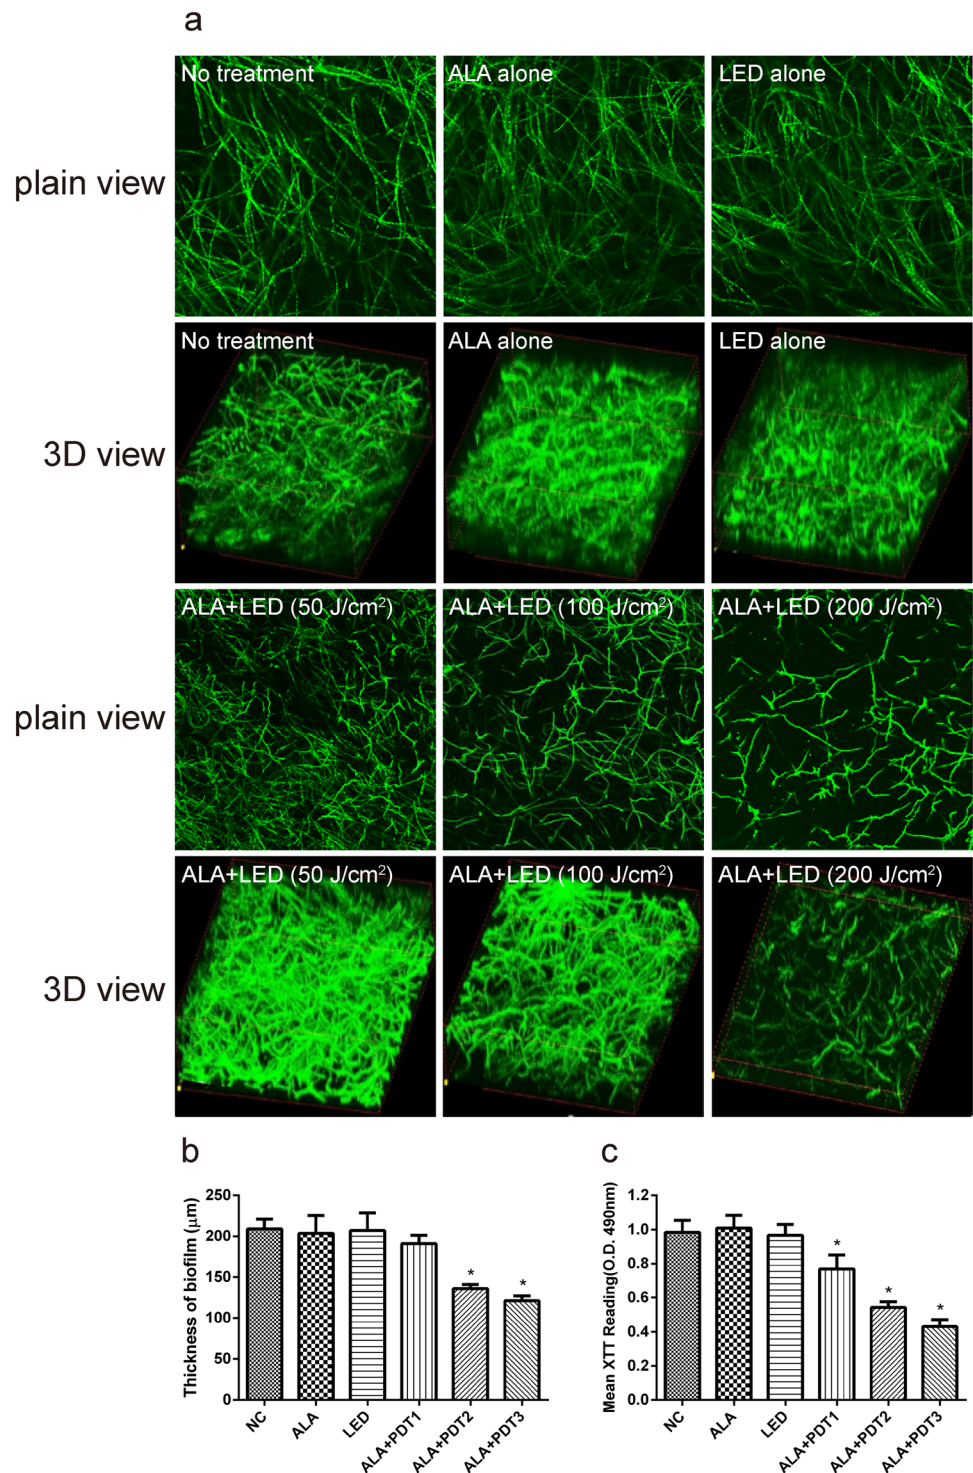 a
No treatment ALA alone LED alone
plain view
No treatment ALA alone LED alone
3D view
ALA+LED (50 J/cm²) ALA+LED (100 J/cm²) ALA+LED (200 J/cm²)
plain view
ALA+LED (50 J/cm²) ALA+LED (100 J/cm²) ALA+LED (200 J/cm²)
3D view
b
Thickness of biofilm (μm)
250
200
150
100
50
0
* *
NC ALA LED ALA+PDT1 ALA+PDT2 ALA+PDT3
c
Mean XTT Reading(O.D. 490nm)
1.2
1.0
0.8
0.6
0.4
0.2
0.0
* * *
NC ALA LED ALA+PDT1 ALA+PDT2 ALA+PDT3